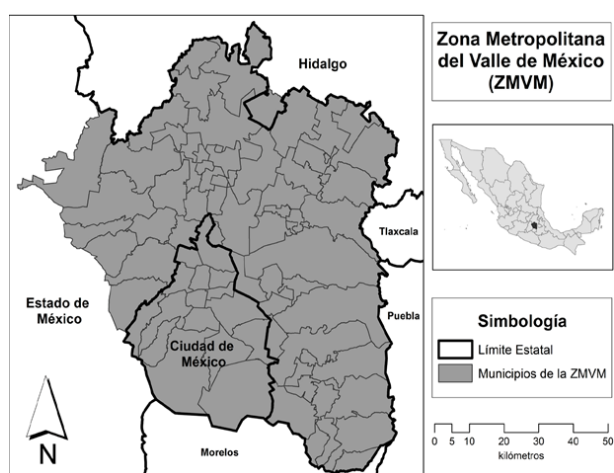 Zona Metropolitana
del Valle de México
(ZMVM)
Hidalgo
Tlaxcala
Estado de
México
Puebla
Ciudad de
México
Morelos
N
Simbología
Límite Estatal
Municipios de la ZMVM
0 5 10 20 30 40 50
kilómetros